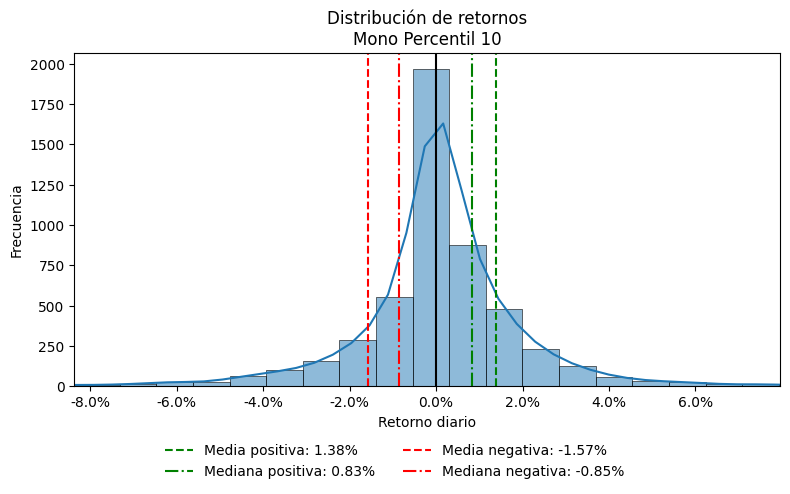 Distribución de retornos
Mono Percentil 10
Frecuencia
2000
1750
1500
1250
1000
750
500
250
0
-8.0% -6.0% -4.0% -2.0% 0.0% 2.0% 4.0% 6.0%
Retorno diario
Media positiva: 1.38% Media negativa: -1.57%
Mediana positiva: 0.83% Mediana negativa: -0.85%